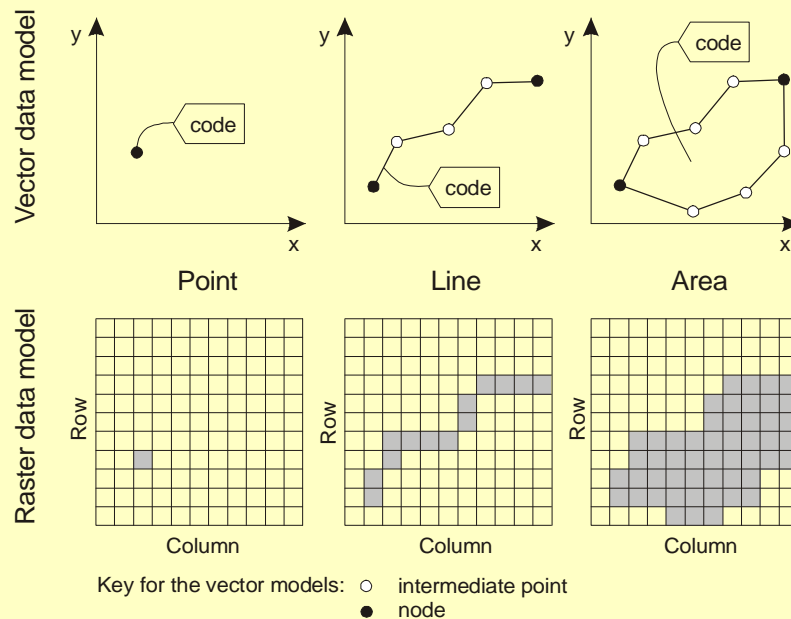 Vector data model
y
code
x
y
code
x
y
code
x
Point
Line
Area
Raster data model
Row
Column
Row
Column
Row
Column
Key for the vector models:
intermediate point
node